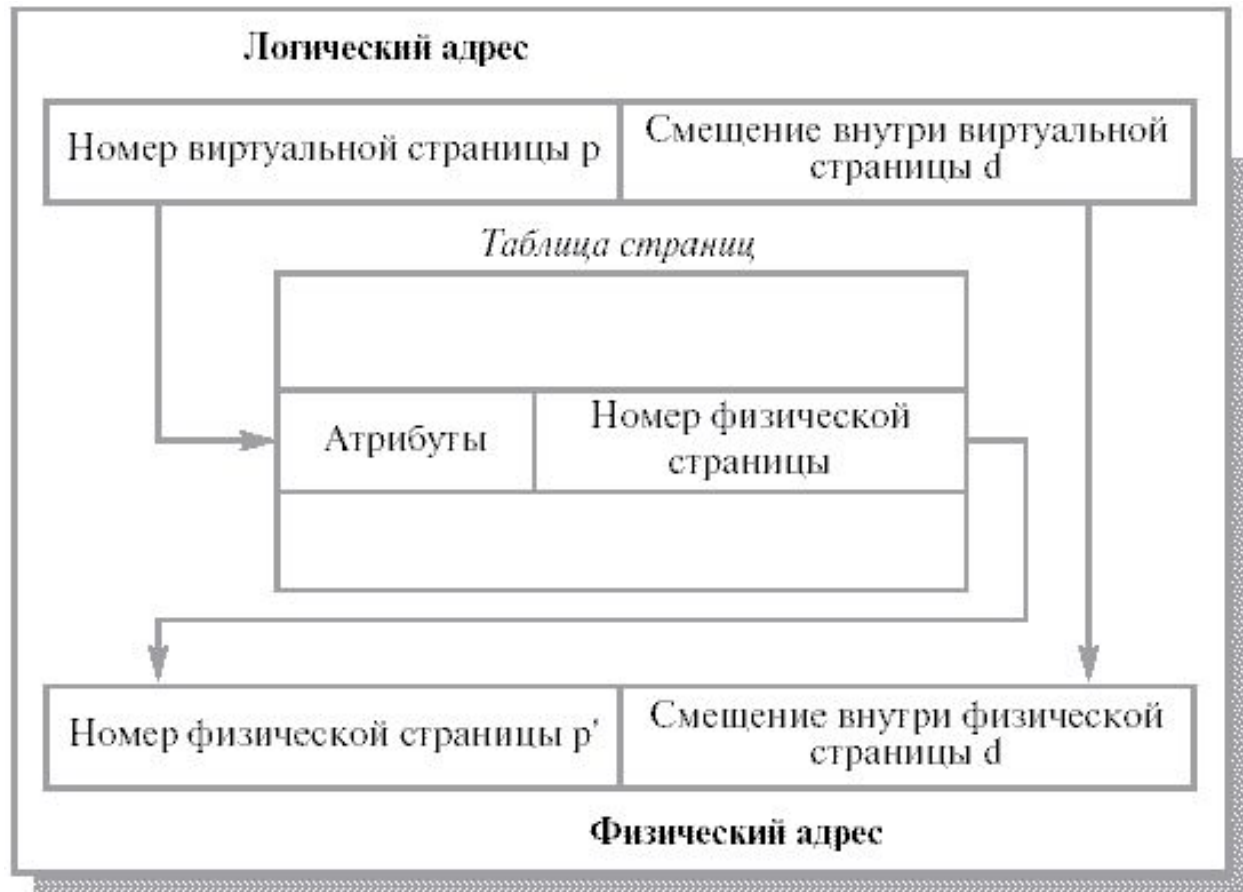 Логический адрес
Номер виртуальной страницы p
Смещение внутри виртуальной
страницы d
Таблица страниц
Атрибуты
Номер физической
страницы
Номер физической страницы p'
Смещение внутри физической
страницы d
Физический адрес